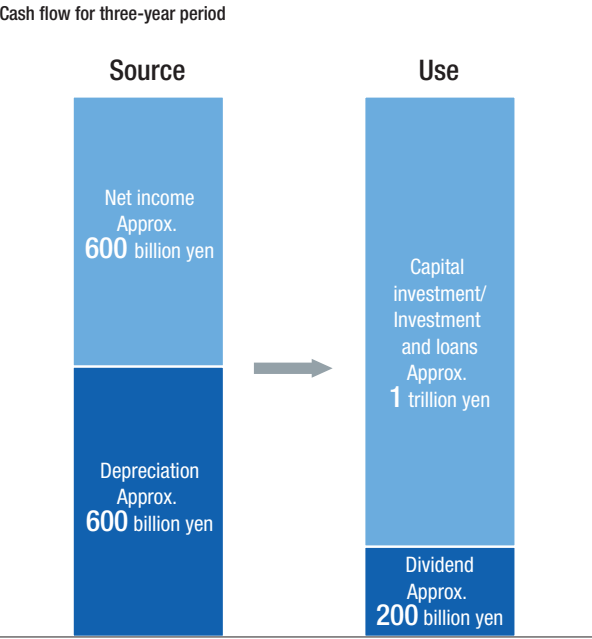 Cash flow for three-year period
Source
Net income
Approx.
600 billion yen
Depreciation
Approx.
600 billion yen
Use
Capital
investment/
Investment
and loans
Approx.
1 trillion yen
Dividend
Approx.
200 billion yen